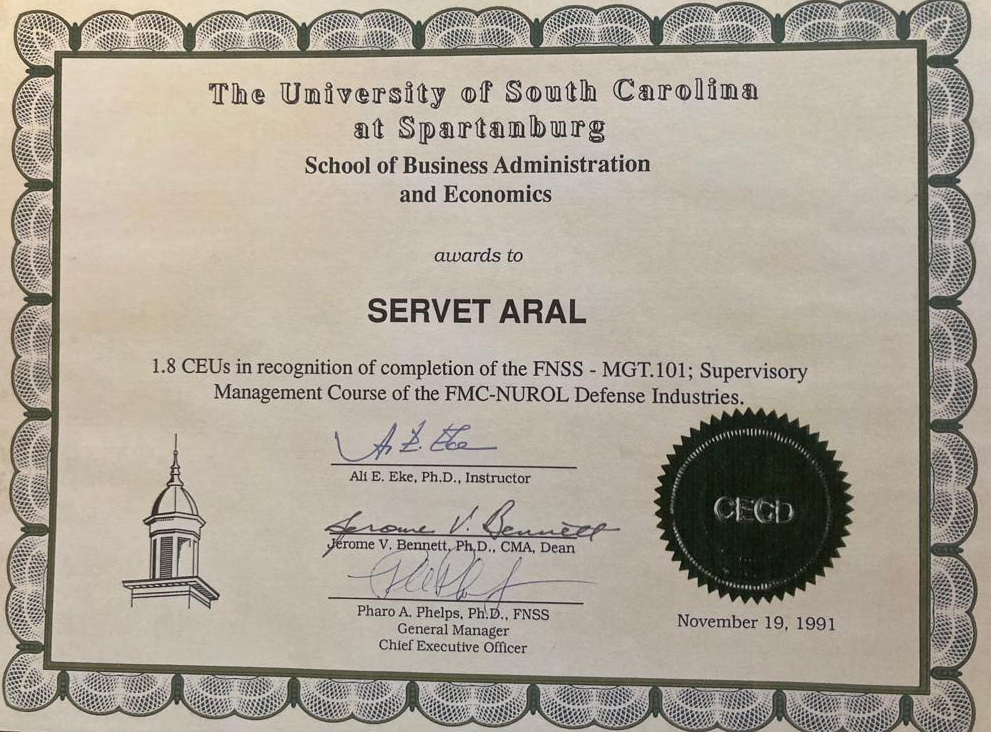 The University of South Carolina
at Spartanburg
School of Business Administration
and Economics
awards to
SERVET ARAL
1.8 CEUs in recognition of completion of the FNSS - MGT.101; Supervisory
Management Course of the FMC-NUROL Defense Industries.
A. E. Eke
Ali E. Eke, Ph.D., Instructor
Jerome V. Bennett
Jerome V. Bennett, Ph.D., CMA, Dean
Pharo A. Phelps, Ph.D., FNSS
General Manager
Chief Executive Officer
CEGD
November 19, 1991